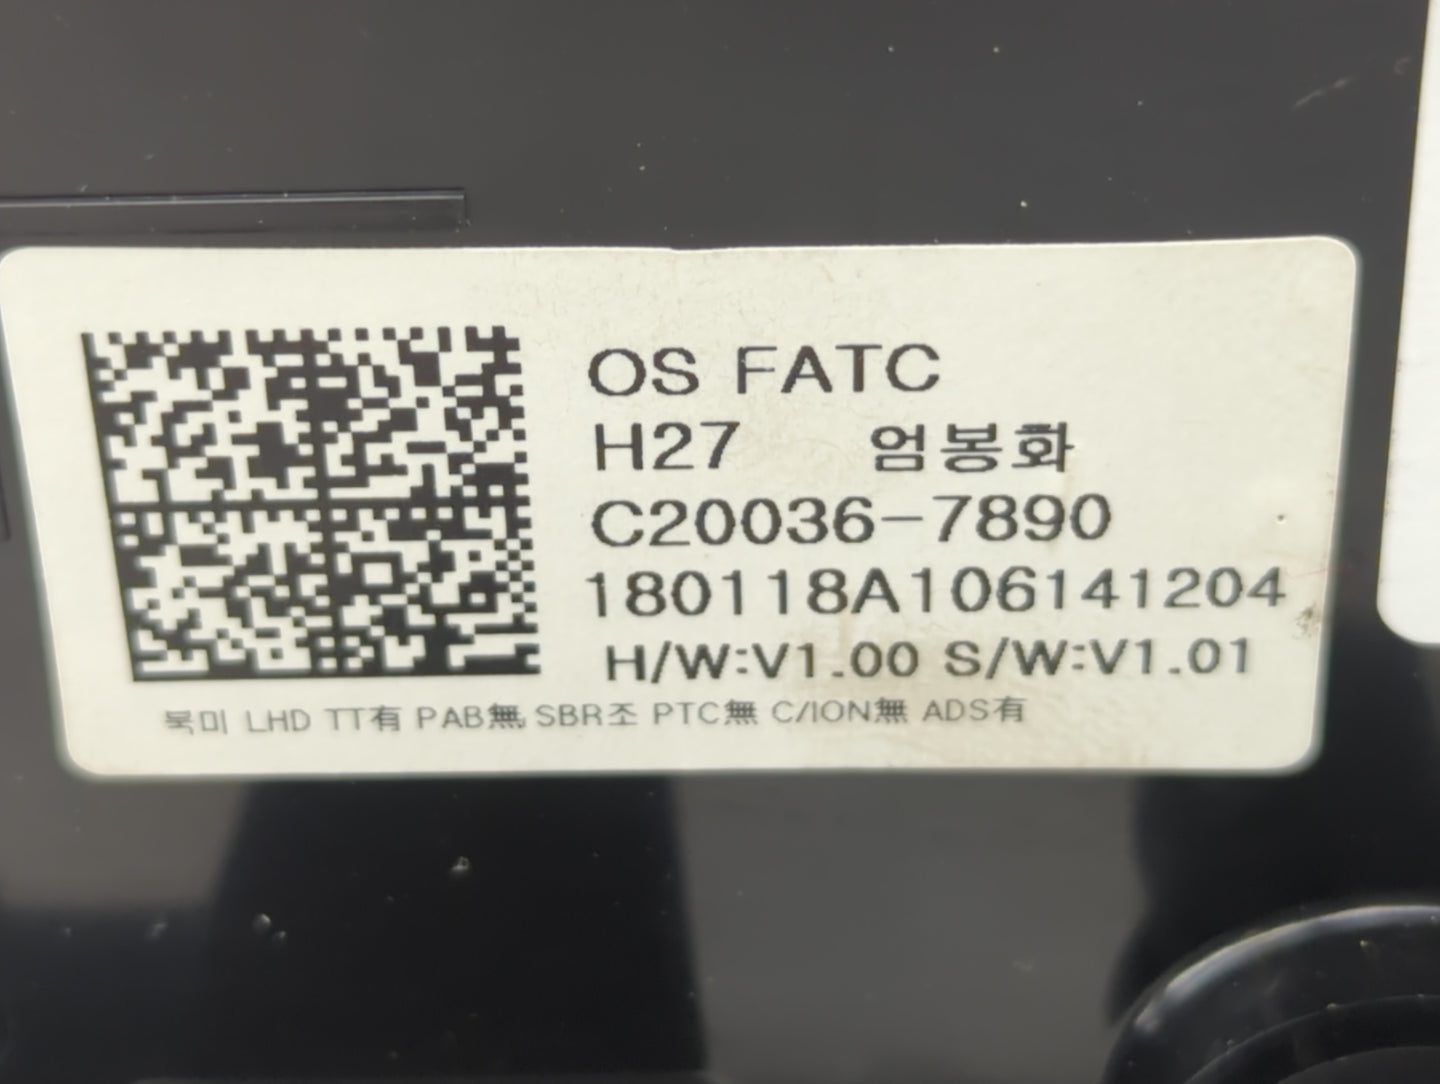 OS FATC
H27 엄봉화
C20036-7890
180118A106141204
H/W:V1.00 S/W:V1.01
북미 LHD TT有 PAB無 SBR조 PTC無 C/ION無 ADS有